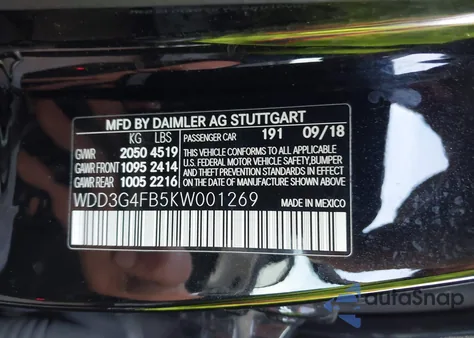 MFD BY DAIMLER AG STUTTGART
KG LBS PASSENGER CAR 191 09/18
GVWR 2050 4519 THIS VEHICLE CONFORMS TO ALL APPLICABLE
GAWR FRONT 1095 2414 U.S. FEDERAL MOTOR VEHICLE SAFETY,BUMPER
AND THEFT PREVENTION STANDARDS IN EFFECT
GAWR REAR 1005 2216 ON THE DATE OF MANUFACTURE SHOWN ABOVE.
WDD3G4FB5KW001269
MADE IN MEXICO
autoSnap